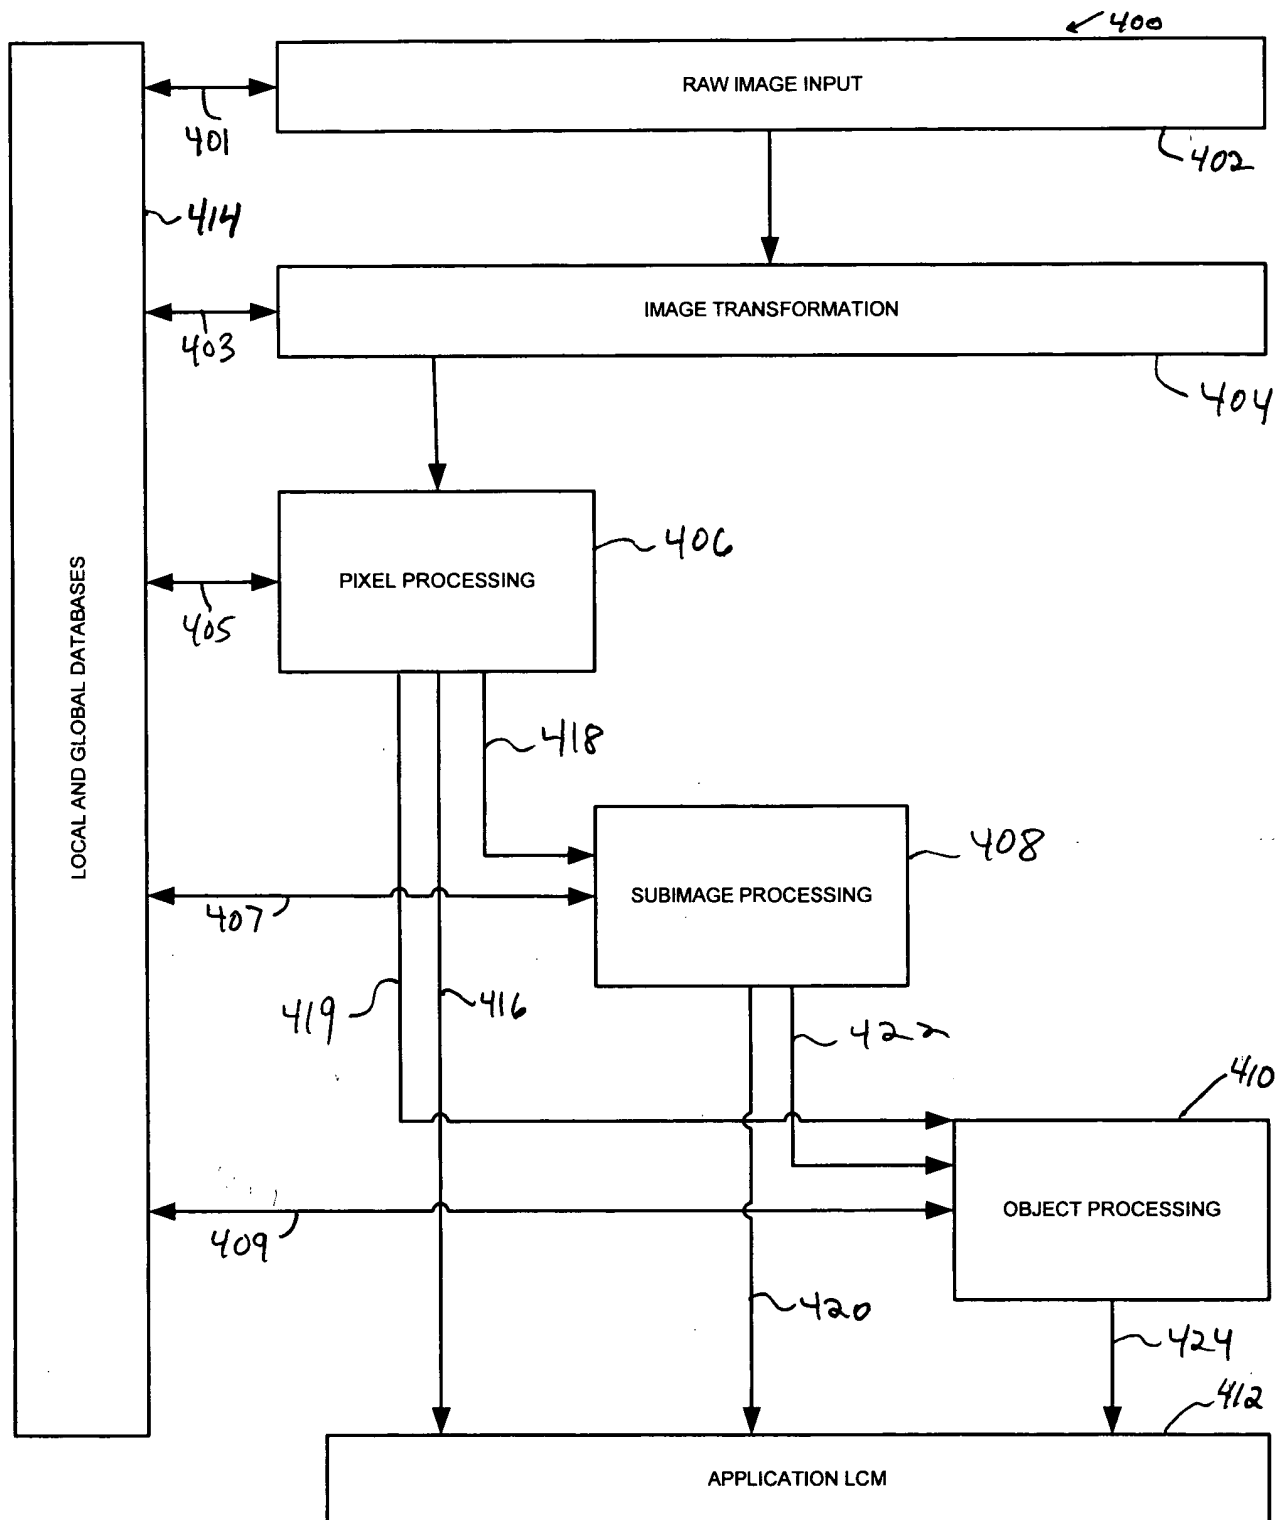 400
RAW IMAGE INPUT
401
402
414
IMAGE TRANSFORMATION
403
404
406
PIXEL PROCESSING
405
LOCAL AND GLOBAL DATABASES
418
408
SUBIMAGE PROCESSING
407
419
416
422
410
OBJECT PROCESSING
409
420
424
412
APPLICATION LCM